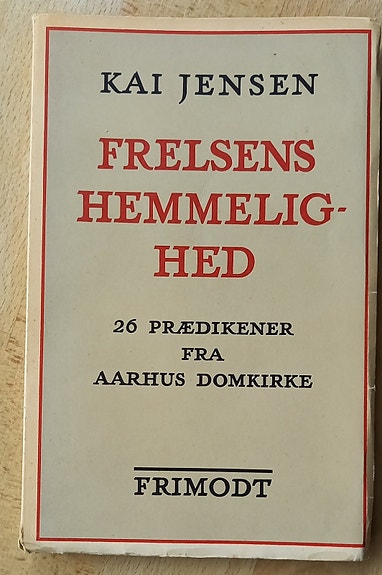 KAI JENSEN
FRELSENS
HEMMELIG-
HED
26 PRÆDIKENER
FRA
AARHUS DOMKIRKE
FRIMODT